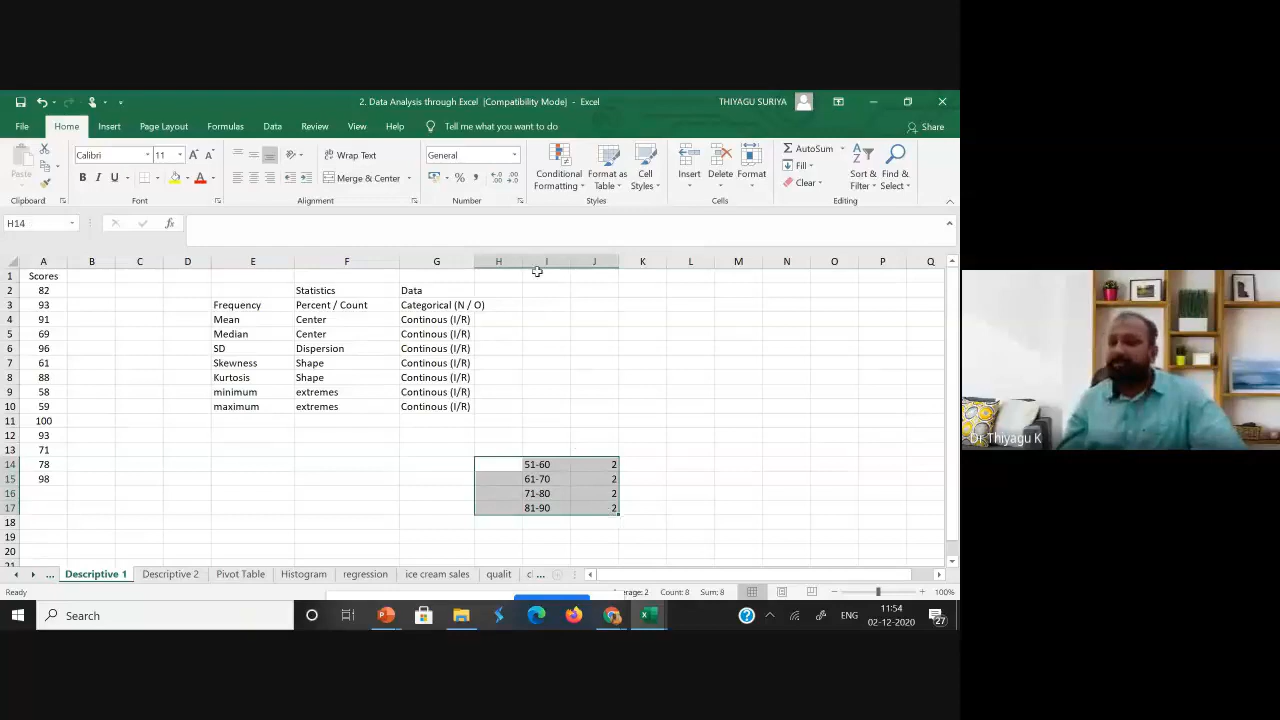 2. Data Analysis through Excel [Compatibility Mode] - Excel
THIYAGU SURIYA
File Home Insert Page Layout Formulas Data Review View Help Tell me what you want to do Share
Paste
Clipboard
Calibri 11
Font
Wrap Text
Merge & Center
Alignment
General
Number
Conditional Formatting
Format as Table
Cell Styles
Styles
Insert Delete Format
Cells
AutoSum
Fill
Clear
Sort & Filter
Find & Select
Editing
H14
A B C D E F G H I J K L M N O P Q
1 Scores
2 82 Statistics Data
3 93 Frequency Percent / Count Categorical (N / O)
4 91 Mean Center Continous (I/R)
5 69 Median Center Continous (I/R)
6 96 SD Dispersion Continous (I/R)
7 61 Skewness Shape Continous (I/R)
8 88 Kurtosis Shape Continous (I/R)
9 58 minimum extremes Continous (I/R)
10 59 maximum extremes Continous (I/R)
11 100
12 93
13 71
14 78 51-60 2
15 98 61-70 2
16 71-80 2
17 81-90 2
18
19
20
... Descriptive 1 Descriptive 2 Pivot Table Histogram regression ice cream sales qualit ...
Ready
Average: 2 Count: 8 Sum: 8
100%
Search
ENG
11:54
02-12-2020
27
Dr Thiyagu K